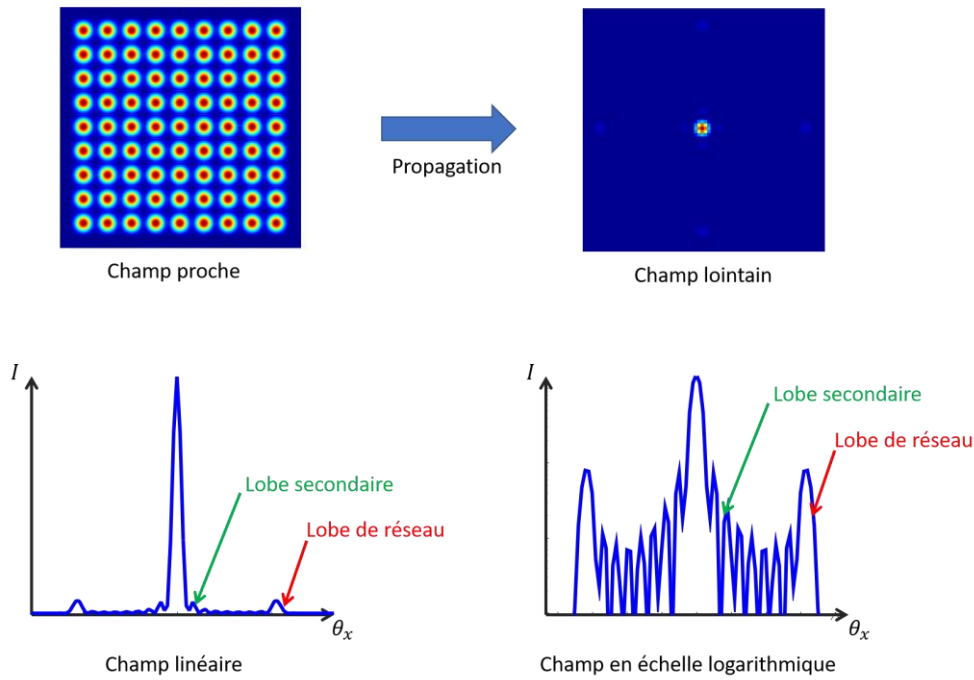 Propagation
Champ proche
Champ lointain
I
Lobe secondaire
Lobe de réseau
θx
Champ linéaire
I
Lobe secondaire
Lobe de réseau
θx
Champ en échelle logarithmique